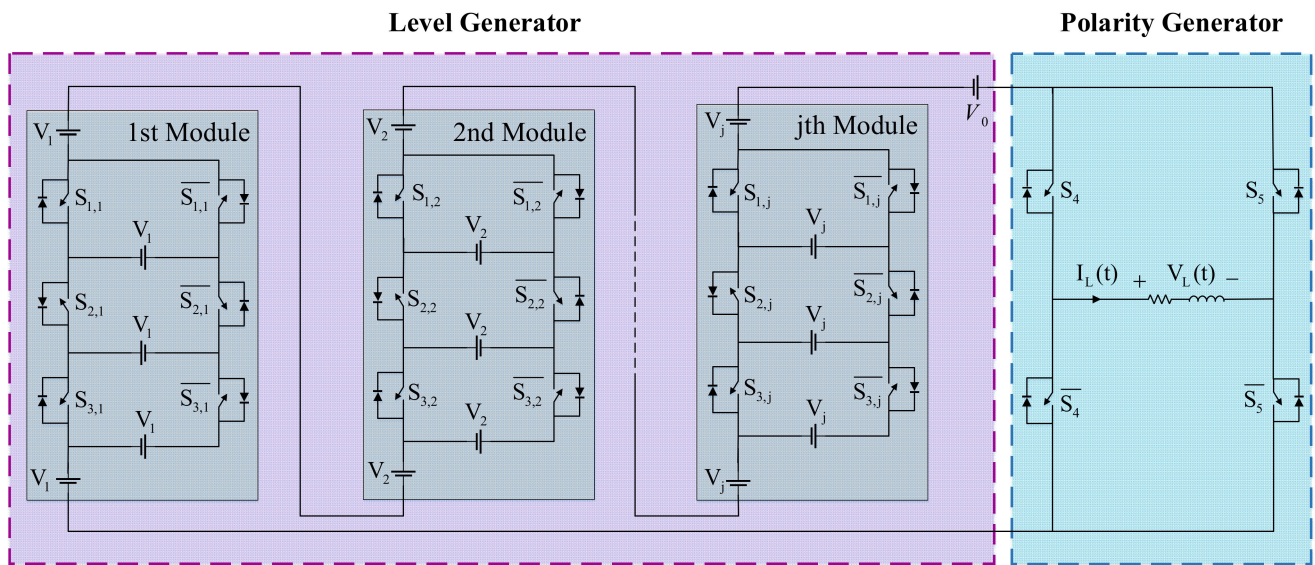 Level Generator
Polarity Generator
1st Module
V₁
S₁,₁
S̅₁,₁̅
V₁
S₂,₁
S̅₂,₁̅
V₁
S₃,₁
S̅₃,₁̅
V₁
V₁
2nd Module
V₂
S₁,₂
S̅₁,₂̅
V₂
S₂,₂
S̅₂,₂̅
V₂
S₃,₂
S̅₃,₂̅
V₂
V₂
jth Module
Vⱼ
S₁,ⱼ
S̅₁,ⱼ̅
Vⱼ
S₂,ⱼ
S̅₂,ⱼ̅
Vⱼ
S₃,ⱼ
S̅₃,ⱼ̅
Vⱼ
Vⱼ
V₀
S₄
S₅
I_L(t) + V_L(t) −
S̅₄
S̅₅